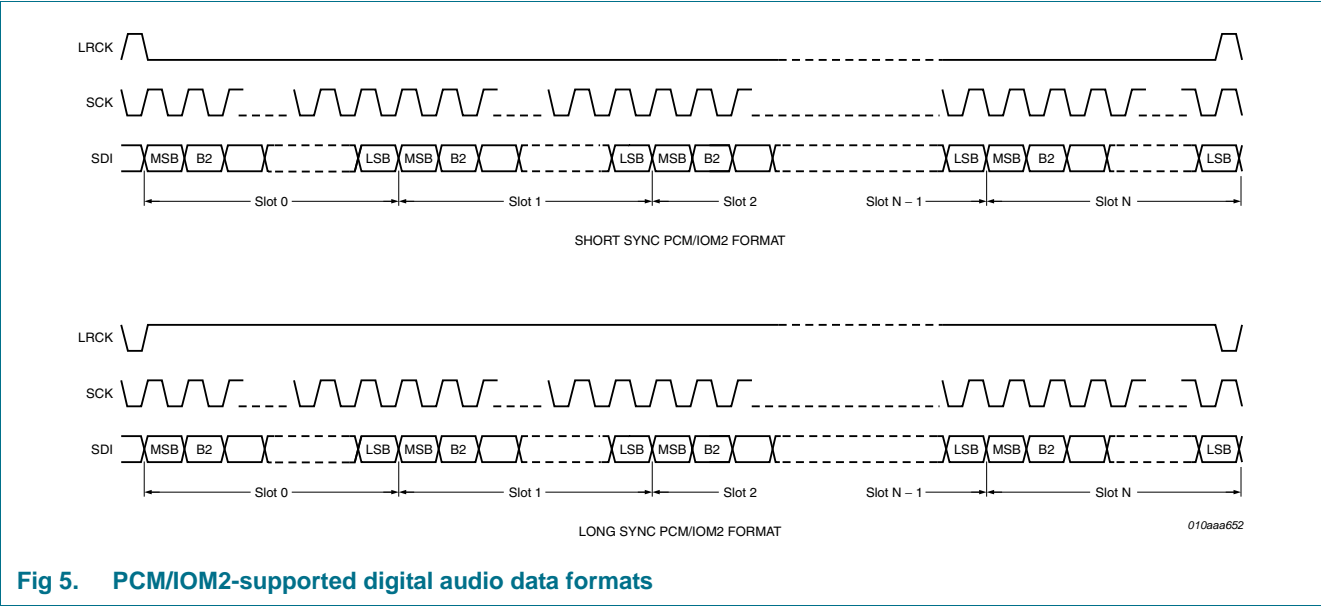 LRCK
SCK
SDI MSB B2 LSB MSB B2 LSB MSB B2 LSB MSB B2 LSB
Slot 0 Slot 1 Slot 2 Slot N − 1 Slot N
SHORT SYNC PCM/IOM2 FORMAT
LRCK
SCK
SDI MSB B2 LSB MSB B2 LSB MSB B2 LSB MSB B2 LSB
Slot 0 Slot 1 Slot 2 Slot N − 1 Slot N
LONG SYNC PCM/IOM2 FORMAT
010aaa652
Fig 5. PCM/IOM2-supported digital audio data formats